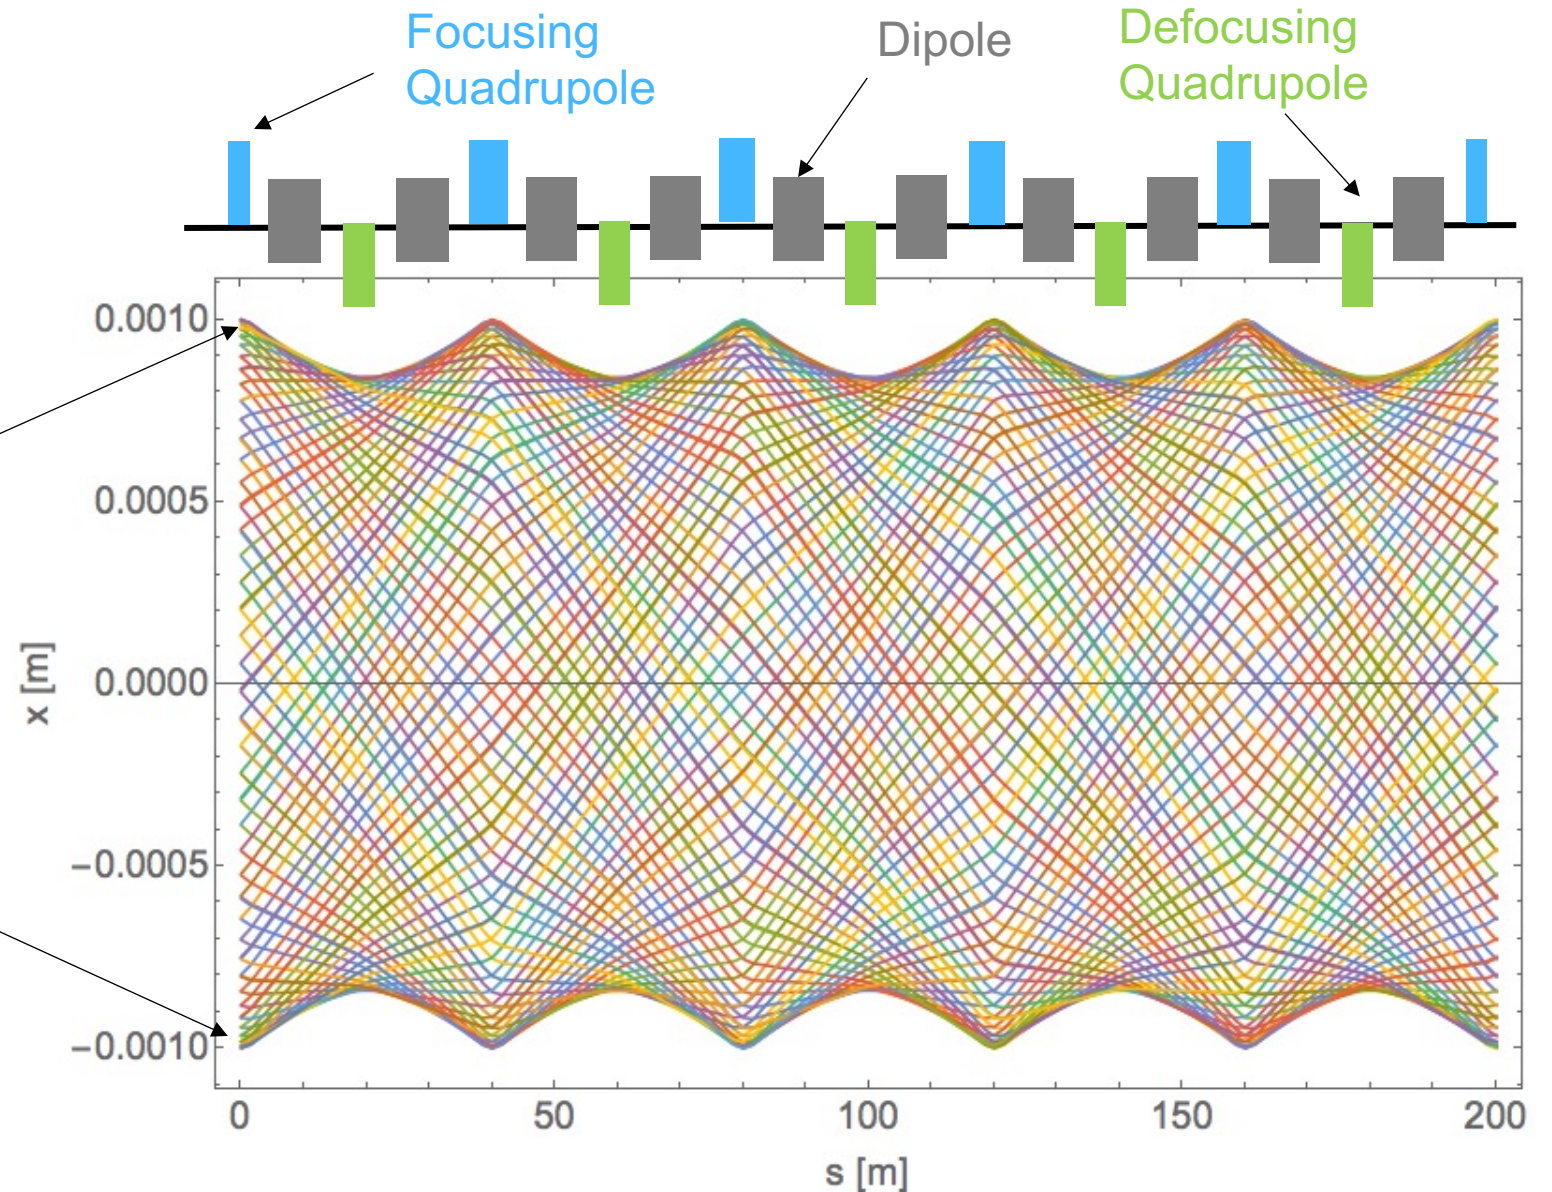 Focusing
Quadrupole
Dipole
Defocusing
Quadrupole
0.0010
0.0005
0.0000
−0.0005
−0.0010
x [m]
0 50 100 150 200
s [m]